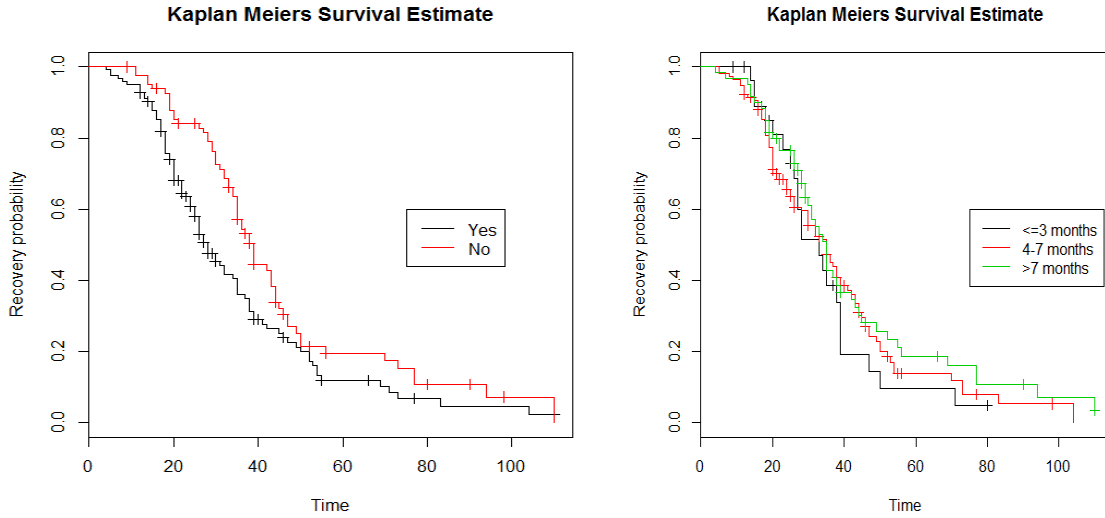 Kaplan Meiers Survival Estimate
Recovery probability
1.0
0.8
0.6
0.4
0.2
0.0
Yes
No
0 20 40 60 80 100
Time
Kaplan Meiers Survival Estimate
Recovery probability
1.0
0.8
0.6
0.4
0.2
0.0
<=3 months
4-7 months
>7 months
0 20 40 60 80 100
Time